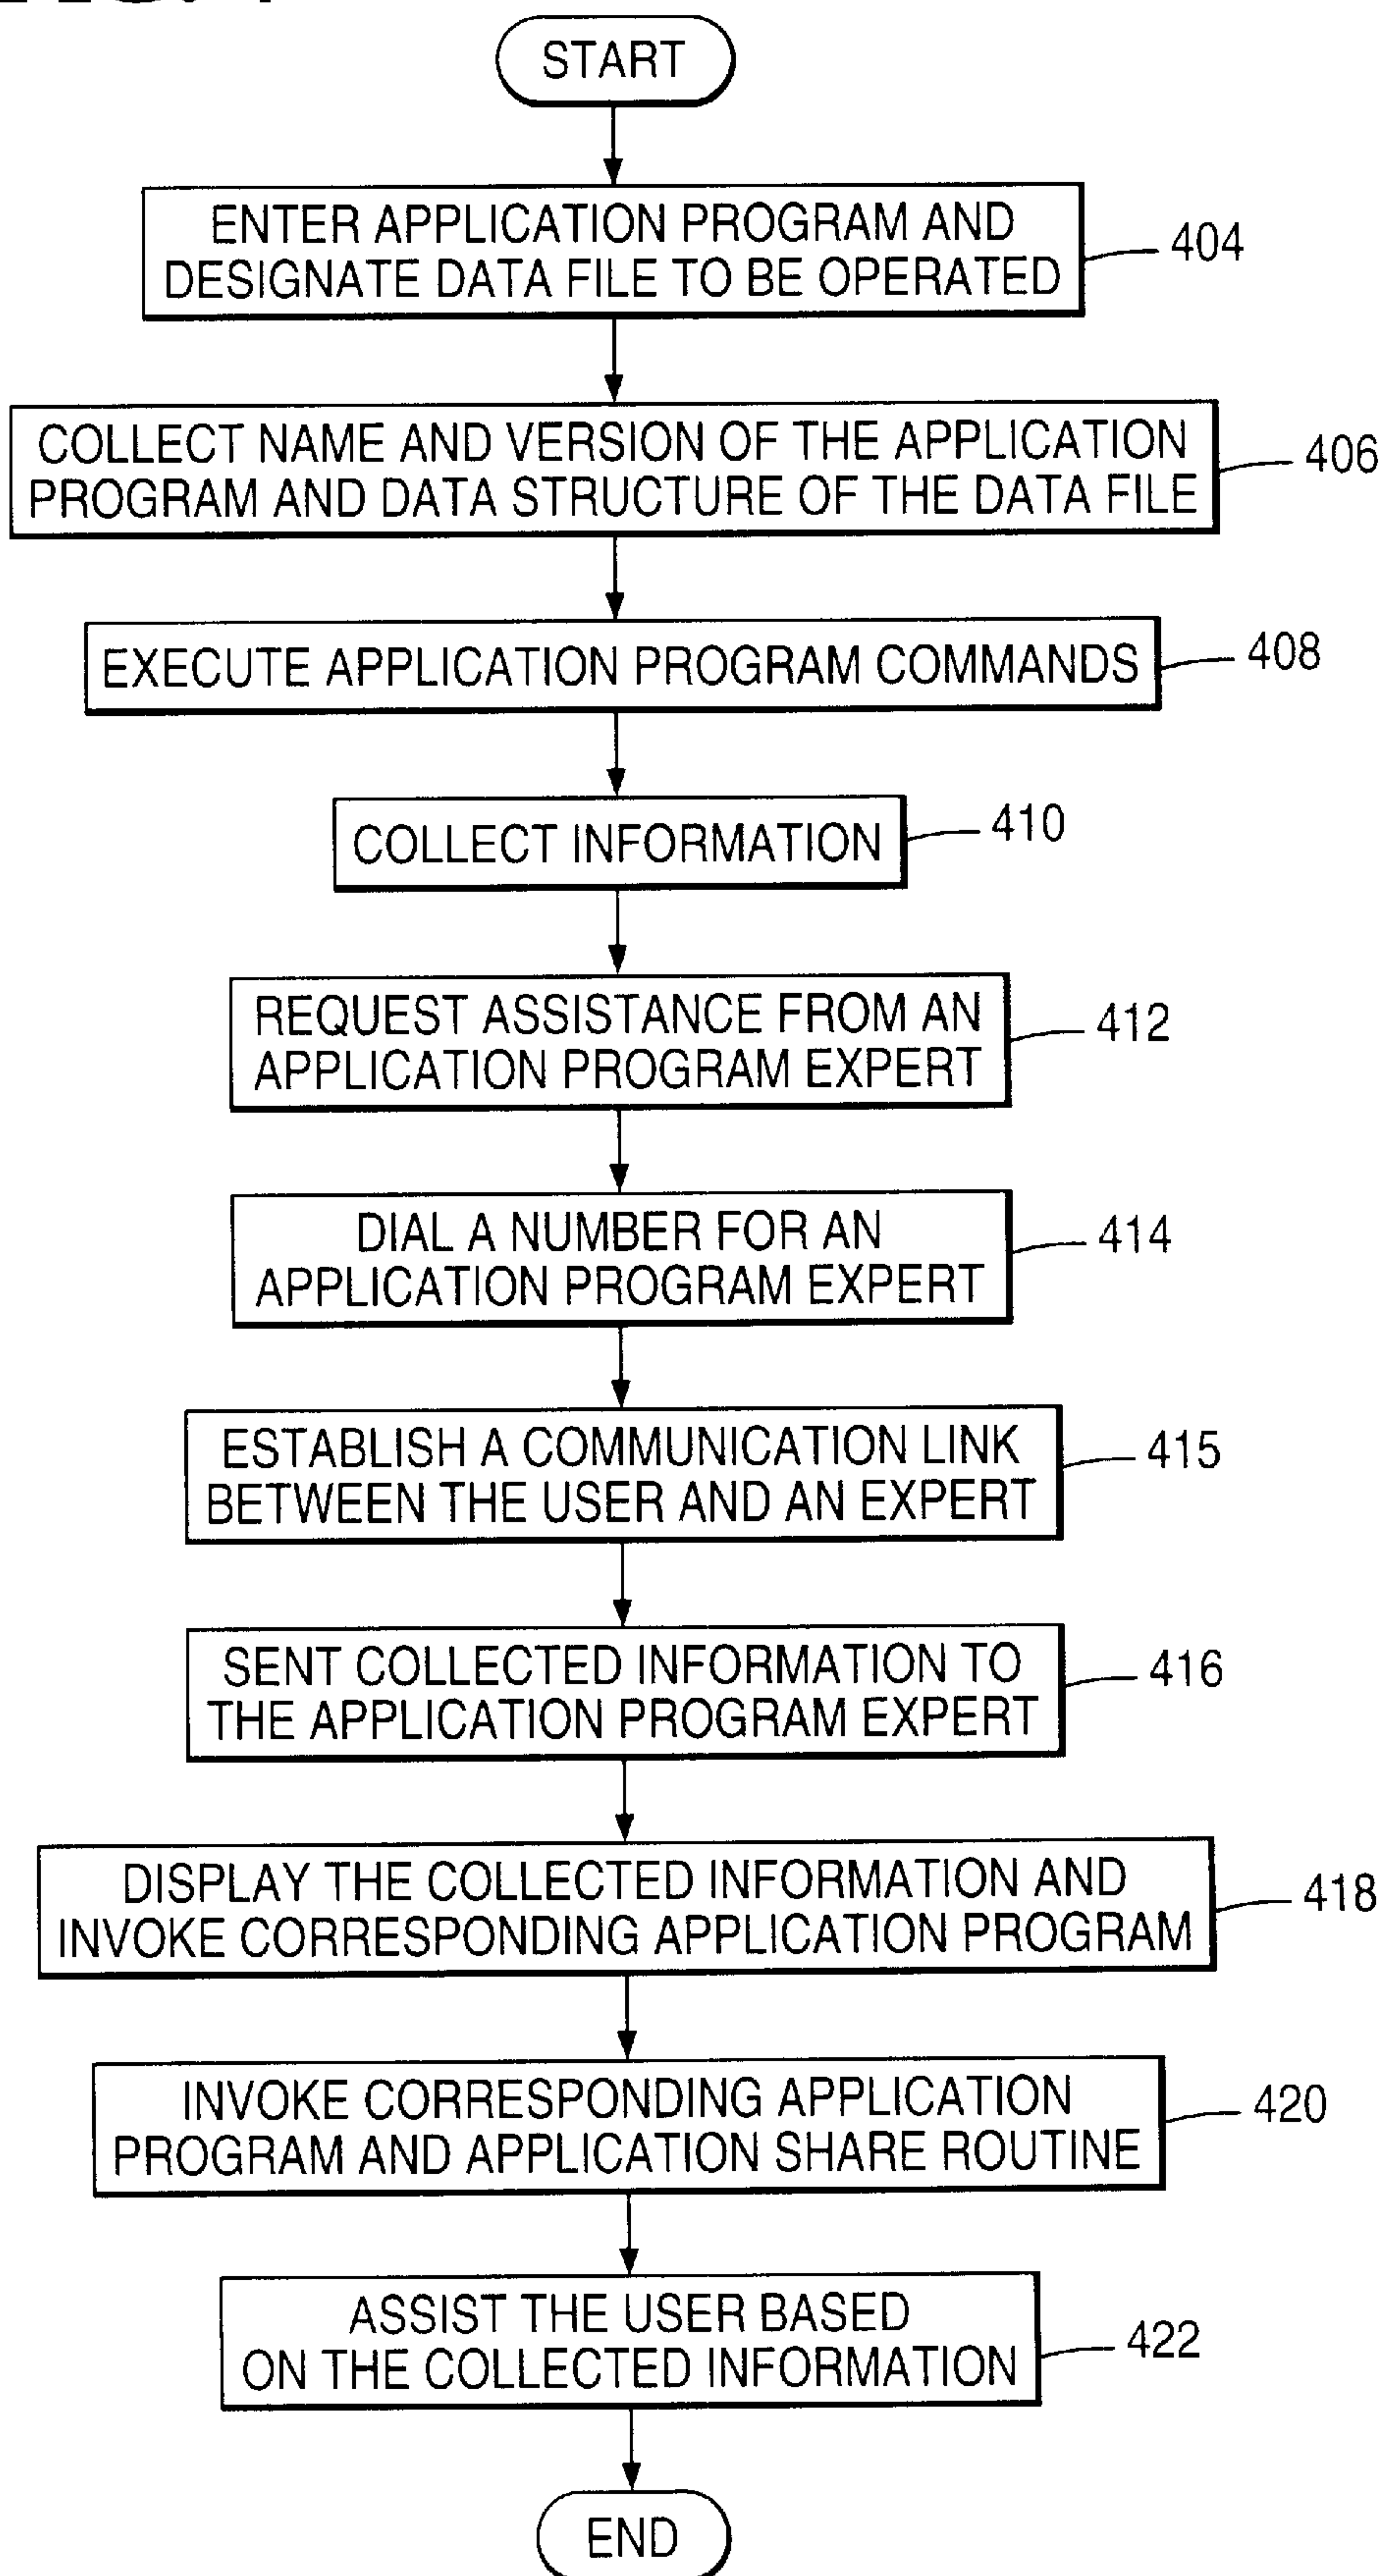 START
ENTER APPLICATION PROGRAM AND
DESIGNATE DATA FILE TO BE OPERATED
404
COLLECT NAME AND VERSION OF THE APPLICATION
PROGRAM AND DATA STRUCTURE OF THE DATA FILE
406
EXECUTE APPLICATION PROGRAM COMMANDS
408
COLLECT INFORMATION
410
REQUEST ASSISTANCE FROM AN
APPLICATION PROGRAM EXPERT
412
DIAL A NUMBER FOR AN
APPLICATION PROGRAM EXPERT
414
ESTABLISH A COMMUNICATION LINK
BETWEEN THE USER AND AN EXPERT
415
SENT COLLECTED INFORMATION TO
THE APPLICATION PROGRAM EXPERT
416
DISPLAY THE COLLECTED INFORMATION AND
INVOKE CORRESPONDING APPLICATION PROGRAM
418
INVOKE CORRESPONDING APPLICATION
PROGRAM AND APPLICATION SHARE ROUTINE
420
ASSIST THE USER BASED
ON THE COLLECTED INFORMATION
422
END